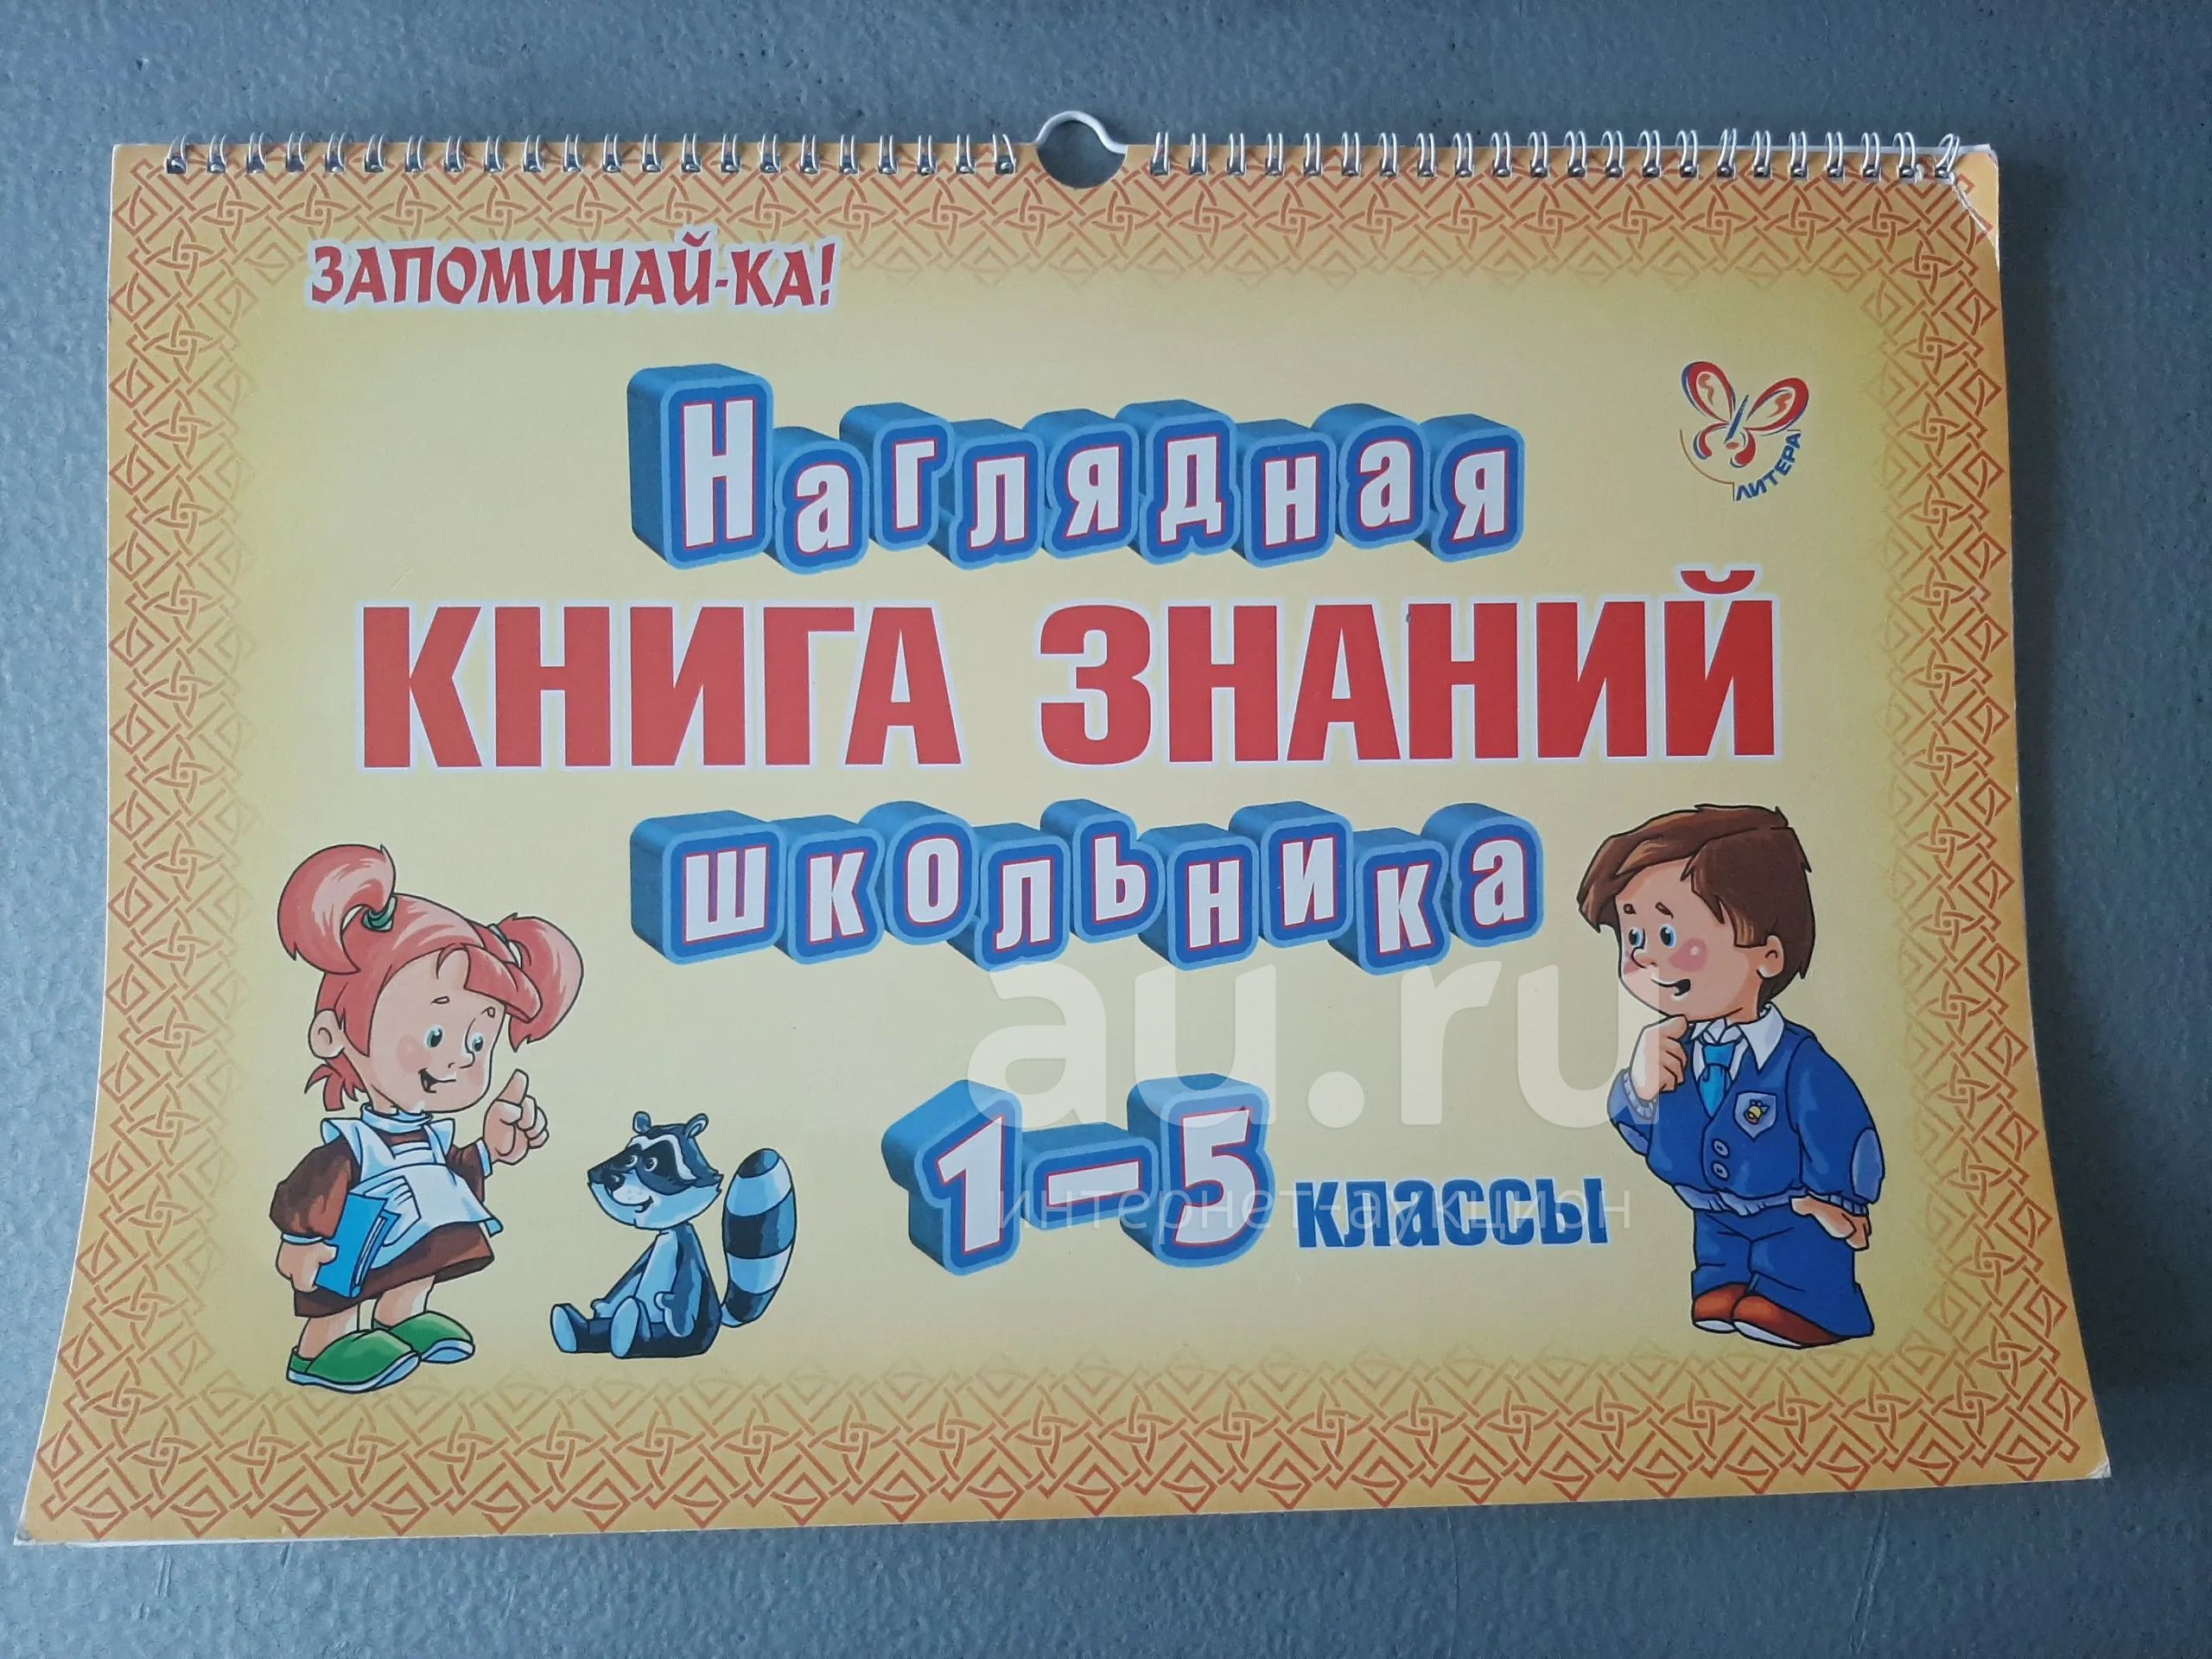 ЗАПОМИНАЙ-КА!
Наглядная
ЛИТЕРА
КНИГА ЗНАНИЙ
школьника
au.ru
1-5 классы
интернет-аукцион